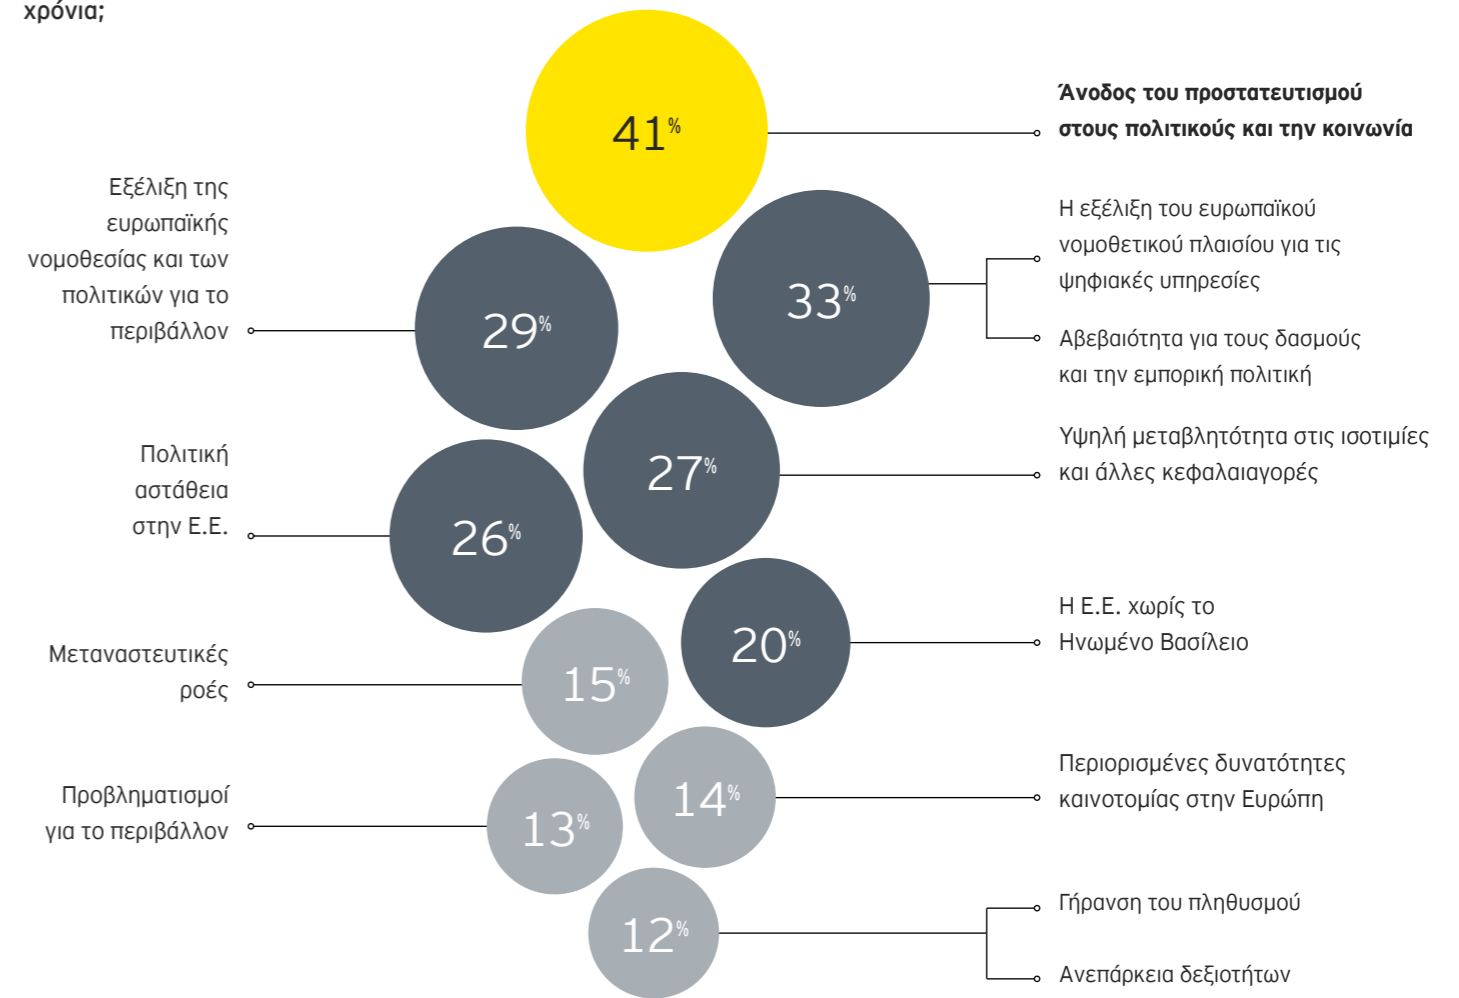 χρόνια;
41%
Άνοδος του προστατευτισμού
στους πολιτικούς και την κοινωνία
33%
Η εξέλιξη του ευρωπαϊκού
νομοθετικού πλαισίου για τις
ψηφιακές υπηρεσίες
Αβεβαιότητα για τους δασμούς
και την εμπορική πολιτική
Εξέλιξη της
ευρωπαϊκής
νομοθεσίας και των
πολιτικών για το
περιβάλλον
29%
27%
Υψηλή μεταβλητότητα στις ισοτιμίες
και άλλες κεφαλαιαγορές
Πολιτική
αστάθεια
στην Ε.Ε.
26%
20%
Η Ε.Ε. χωρίς το
Ηνωμένο Βασίλειο
Μεταναστευτικές
ροές
15%
14%
Περιορισμένες δυνατότητες
καινοτομίας στην Ευρώπη
Προβληματισμοί
για το περιβάλλον
13%
12%
Γήρανση του πληθυσμού
Ανεπάρκεια δεξιοτήτων